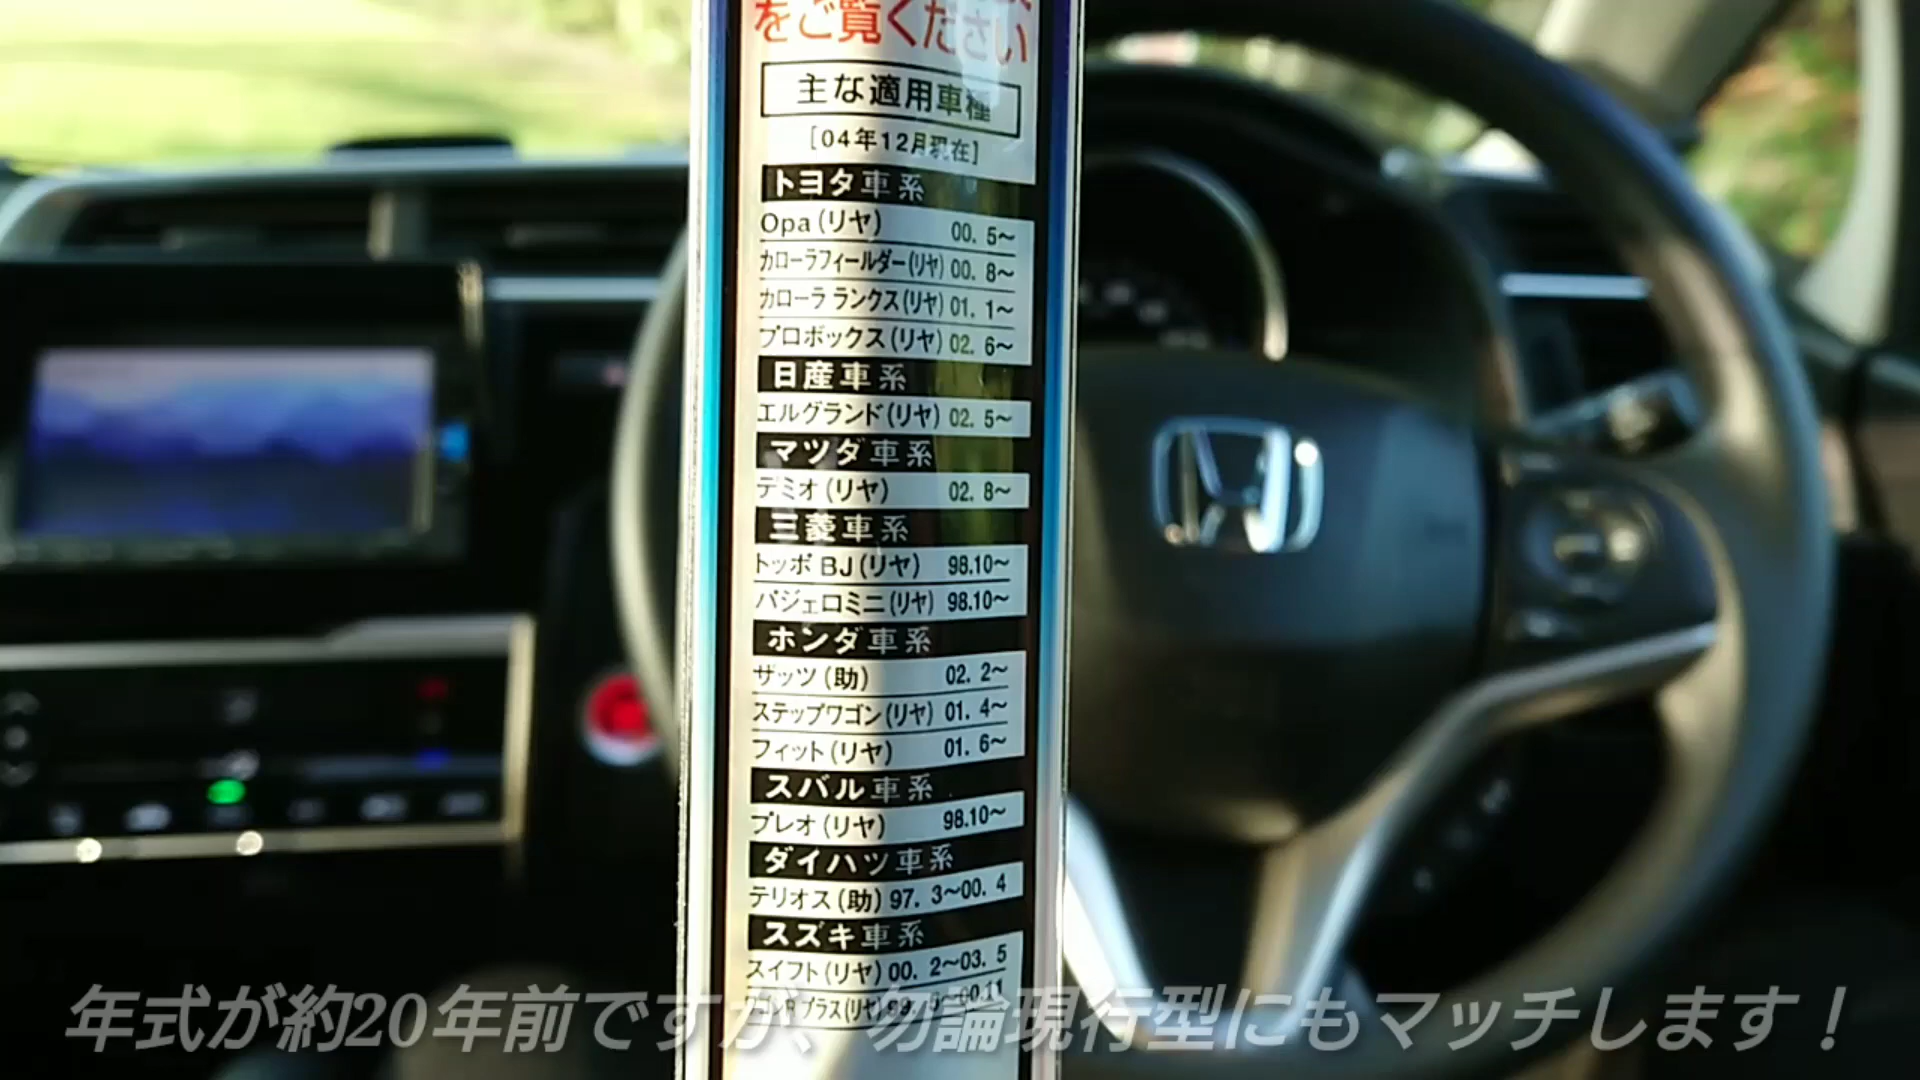 をご覧ください
主な適用車種
[04年12月現在]
トヨタ車系
Opa(リヤ) 00. 5〜
カローラフィールダー(リヤ) 00. 8〜
カローラ ランクス(リヤ) 01. 1〜
プロボックス(リヤ) 02. 6〜
日産車系
エルグランド(リヤ) 02. 5〜
マツダ車系
デミオ(リヤ) 02. 8〜
三菱車系
トッポBJ(リヤ) 98.10〜
パジェロミニ(リヤ) 98.10〜
ホンダ車系
ザッツ(助) 02. 2〜
ステップワゴン(リヤ) 01. 4〜
フィット(リヤ) 01. 6〜
スバル車系
プレオ(リヤ) 98.10〜
ダイハツ車系
テリオス(助) 97. 3〜00. 4
スズキ車系
スイフト(リヤ) 00. 2〜03. 5
ワゴンRプラス(リヤ)
年式が約20年前ですが、勿論現行型にもマッチします!